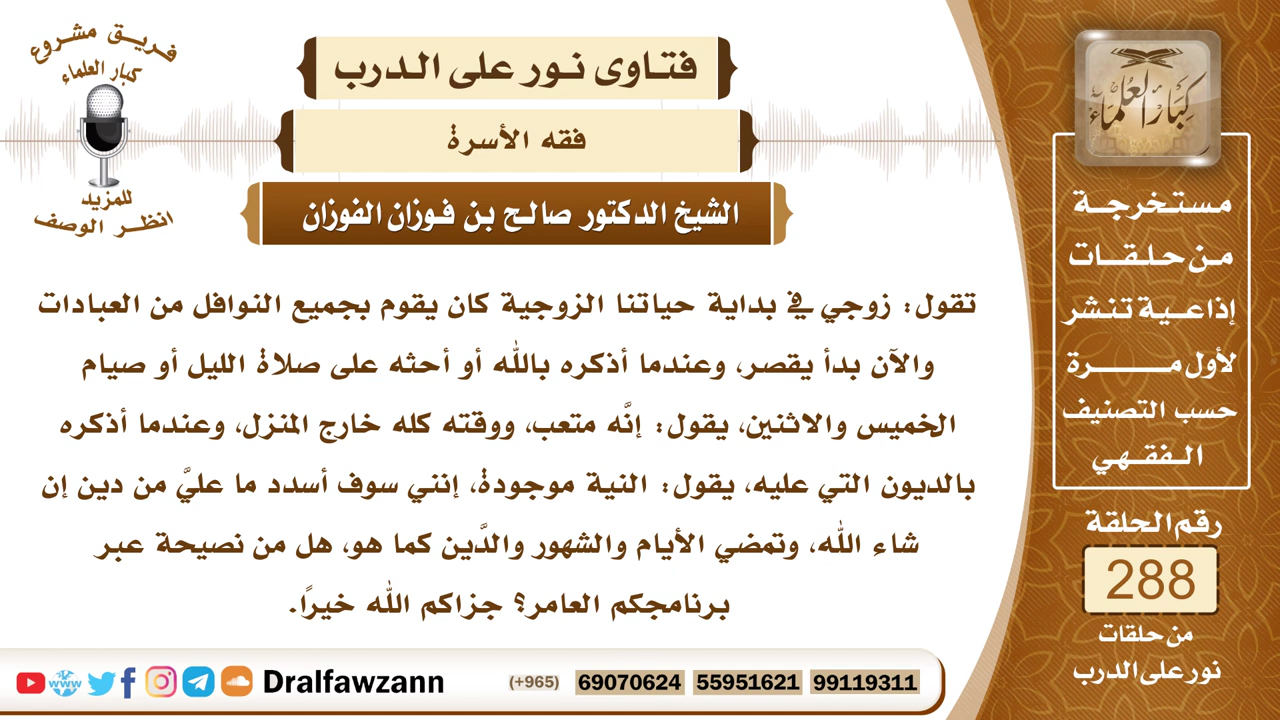 فتاوى نور على الدرب
فقه الأسرة
الشيخ الدكتور صالح بن فوزان الفوزان
تقول: زوجي في بداية حياتنا الزوجية كان يقوم بجميع النوافل من العبادات
والآن بدأ يقصر، وعندما أذكره بالله أو أحثه على صلاة الليل أو صيام
الخميس والاثنين، يقول: إنَّه متعب، ووقته كله خارج المنزل، وعندما أذكره
بالديون التي عليه، يقول: النية موجودة، إنني سوف أسدد ما عليَّ من دين إن
شاء الله، وتمضي الأيام والشهور والدَّين كما هو، هل من نصيحة عبر
برنامجكم العامر؟ جزاكم الله خيرًا.
كبار العلماء
مستخرجة
من حلقات
إذاعية تنشر
لأول مرة
حسب التصنيف
الفقهي
رقم الحلقة
288
من حلقات
نور على الدرب
فريق مشروع
كبار العلماء
للمزيد
انظر الوصف
www
Dralfawzann
(+965) 69070624 55951621 99119311